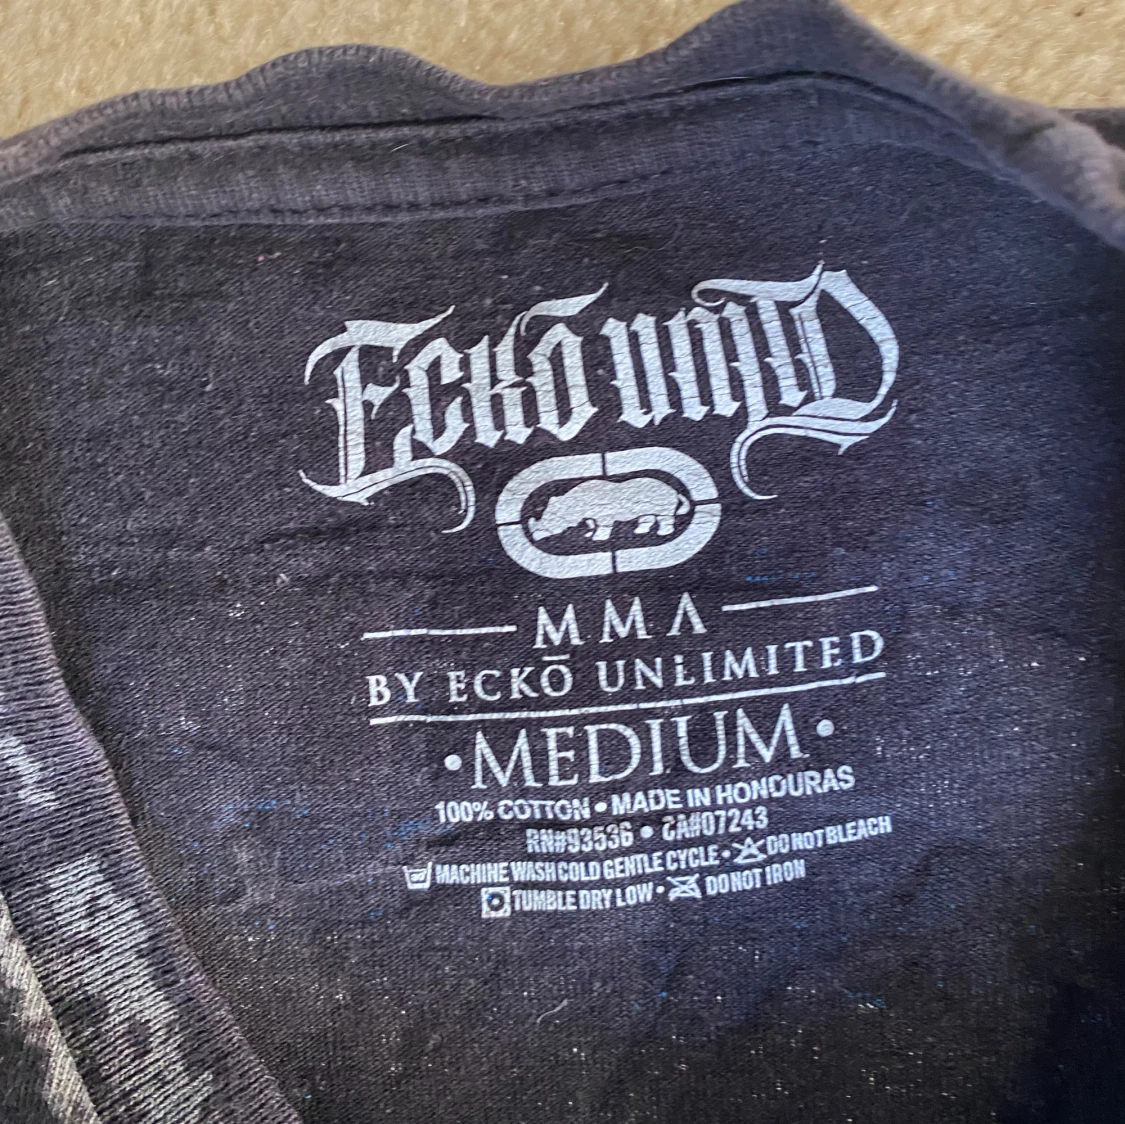 Eckō unltd
MMA
BY ECKŌ UNLIMITED
•MEDIUM•
100% COTTON • MADE IN HONDURAS
RN#93536 • CA#07243
MACHINE WASH COLD GENTLE CYCLE • DO NOT BLEACH
TUMBLE DRY LOW • DO NOT IRON